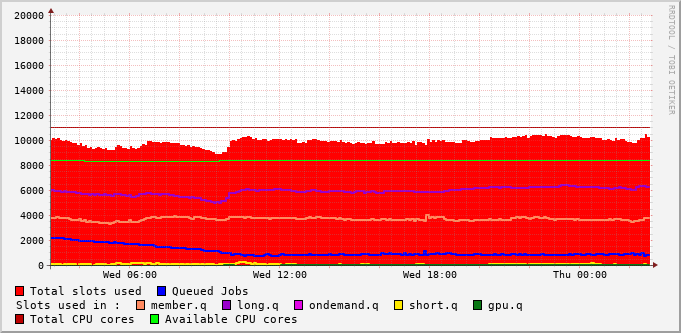 20000
18000
16000
14000
12000
10000
8000
6000
4000
2000
0
Wed 06:00 Wed 12:00 Wed 18:00 Thu 00:00
Total slots used Queued Jobs
Slots used in : member.q long.q ondemand.q short.q gpu.q
Total CPU cores Available CPU cores
RRDTOOL / TOBI OETIKER